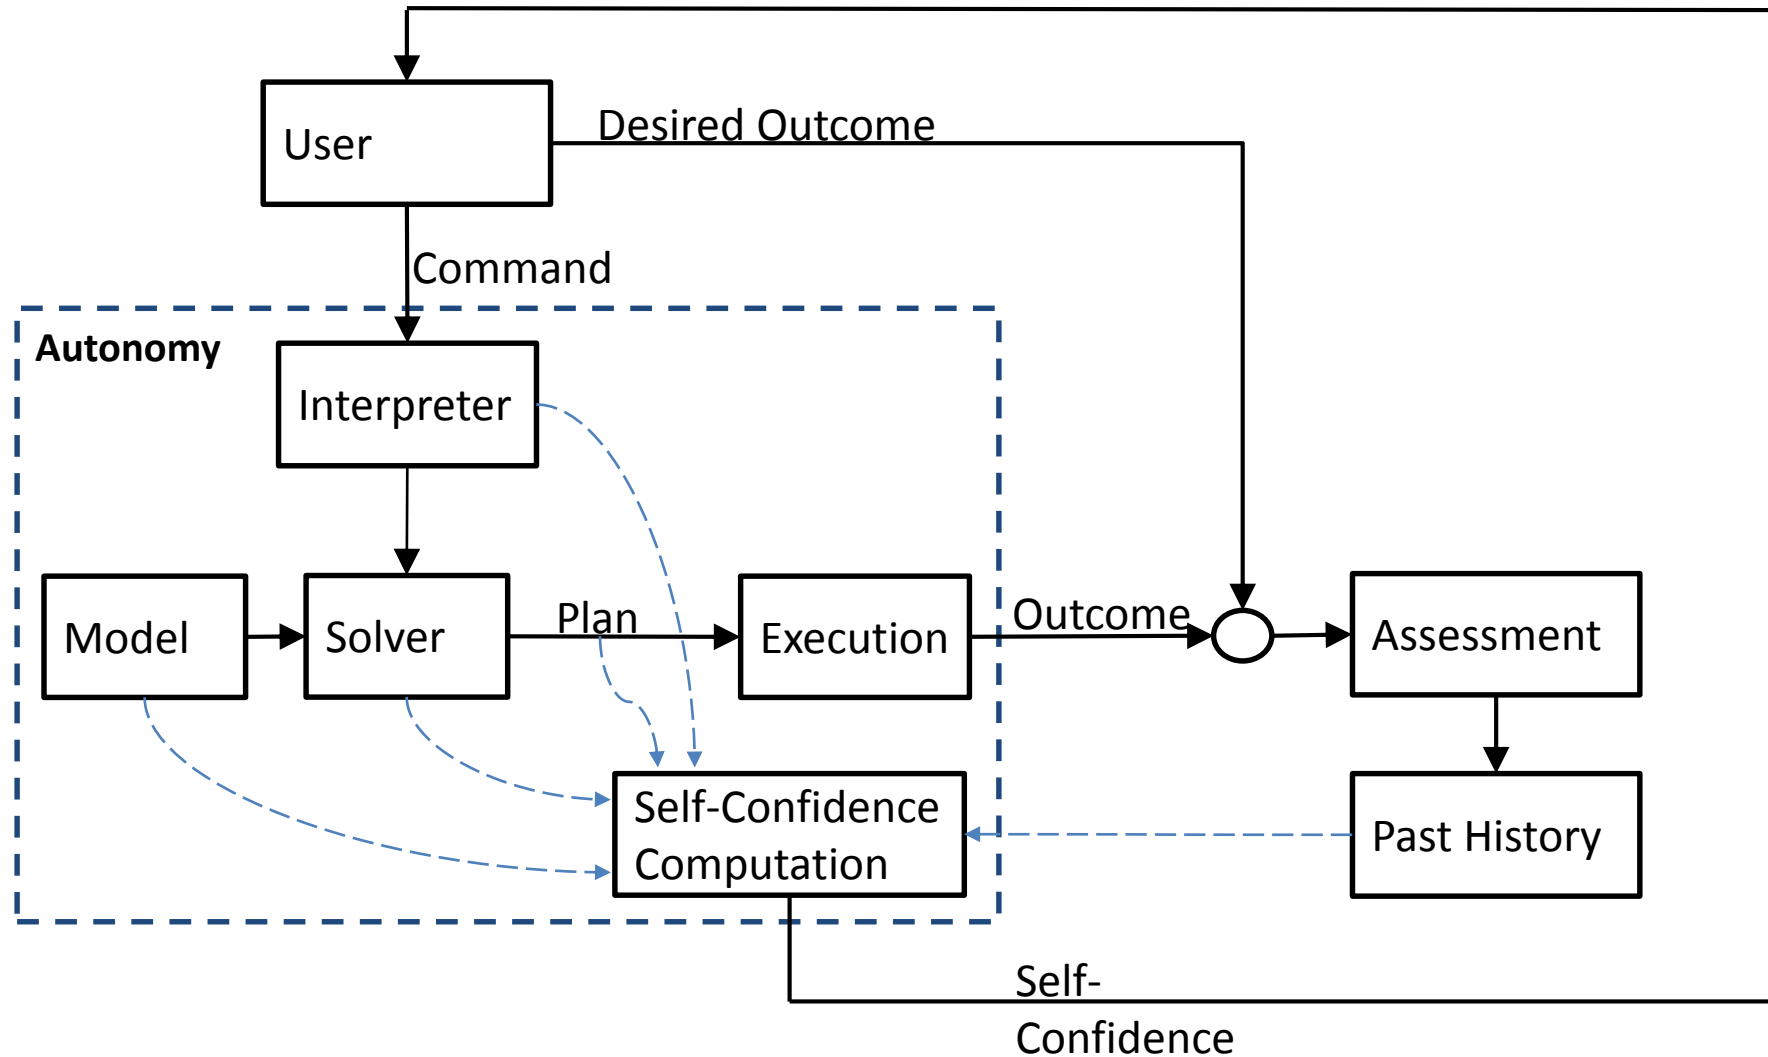 User
Desired Outcome
Command
Autonomy
Interpreter
Model
Solver
Plan
Execution
Outcome
Assessment
Self-Confidence
Computation
Past History
Self-
Confidence